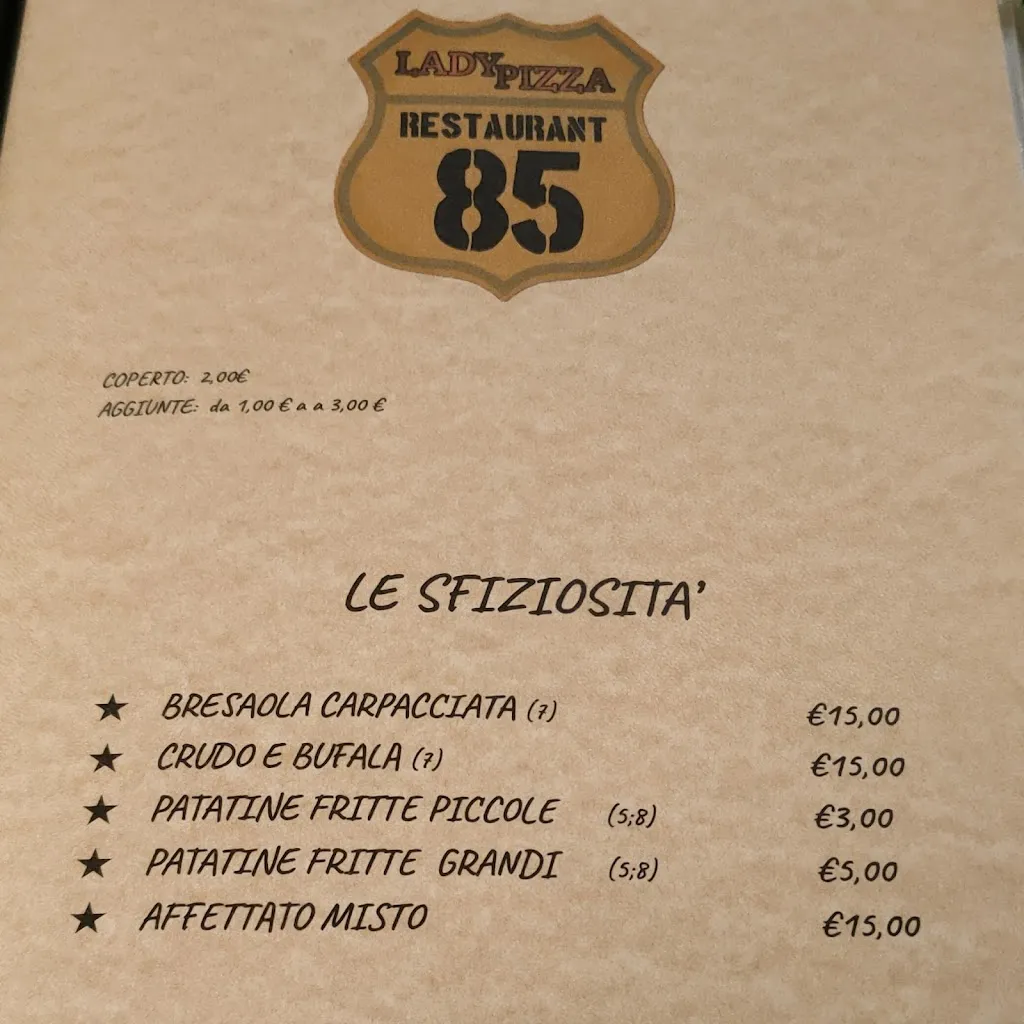 LADY PIZZA
RESTAURANT
85
COPERTO: 2,00€
AGGIUNTE: da 1,00 € a a 3,00 €
LE SFIZIOSITA'
★ BRESAOLA CARPACCIATA (7) €15,00
★ CRUDO E BUFALA (7) €15,00
★ PATATINE FRITTE PICCOLE (5;8) €3,00
★ PATATINE FRITTE GRANDI (5;8) €5,00
★ AFFETTATO MISTO €15,00